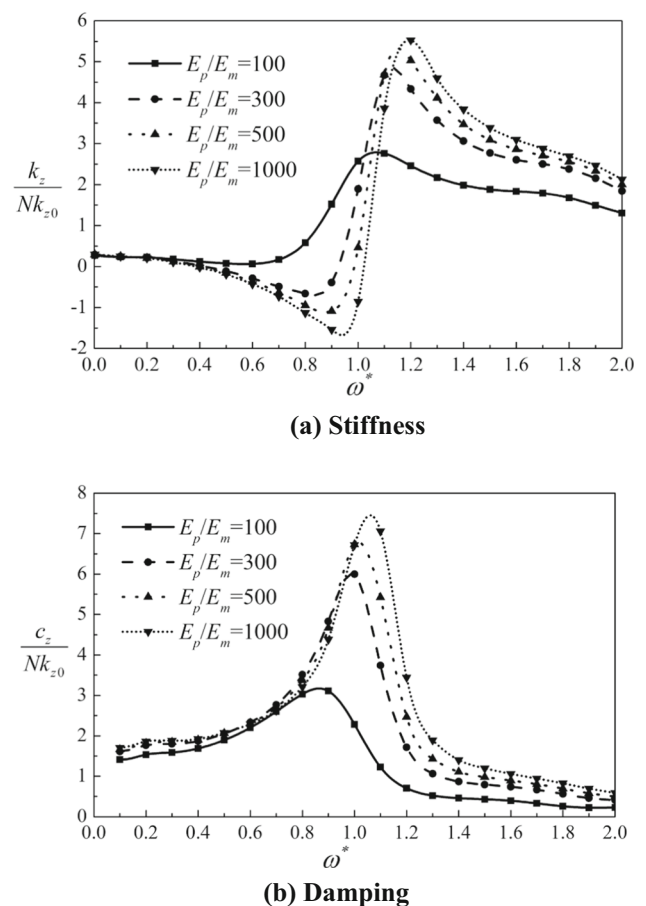 6
5
4
3
2
1
0
-1
-2
k_z
Nk_{z0}
E_p/E_m=100
E_p/E_m=300
E_p/E_m=500
E_p/E_m=1000
0.0 0.2 0.4 0.6 0.8 1.0 1.2 1.4 1.6 1.8 2.0
ω*
(a) Stiffness
8
7
6
5
4
3
2
1
0
c_z
Nk_{z0}
E_p/E_m=100
E_p/E_m=300
E_p/E_m=500
E_p/E_m=1000
0.0 0.2 0.4 0.6 0.8 1.0 1.2 1.4 1.6 1.8 2.0
ω*
(b) Damping